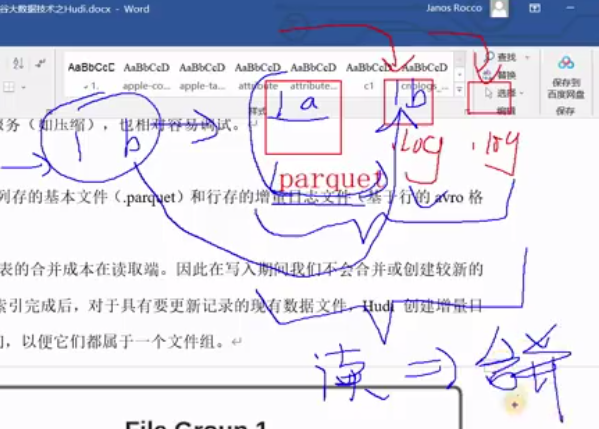 谷大数据技术之Hudi.docx - Word
Janos Rocco
AaBbCcD AaBbCcD AaBbCcD AaBbCcD AaBbCcD AaBbCcD AaBbCcD
1. apple-co... apple-ta... attribute attribute... c1 cnblogs_...
查找
替换
选择
样式
编辑
保存到
百度网盘
保存
1 a
1 b
1 b
.log
.log
服务（如压缩），也相对容易调试。
parquet
列存的基本文件（.parquet）和行存的增量日志文件（基于行的 avro 格
表的合并成本在读取端。因此在写入期间我们不会合并或创建较新的
索引完成后，对于具有要更新记录的现有数据文件，Hudi 创建增量日
，以便它们都属于一个文件组。
读 => 合并
File Group 1